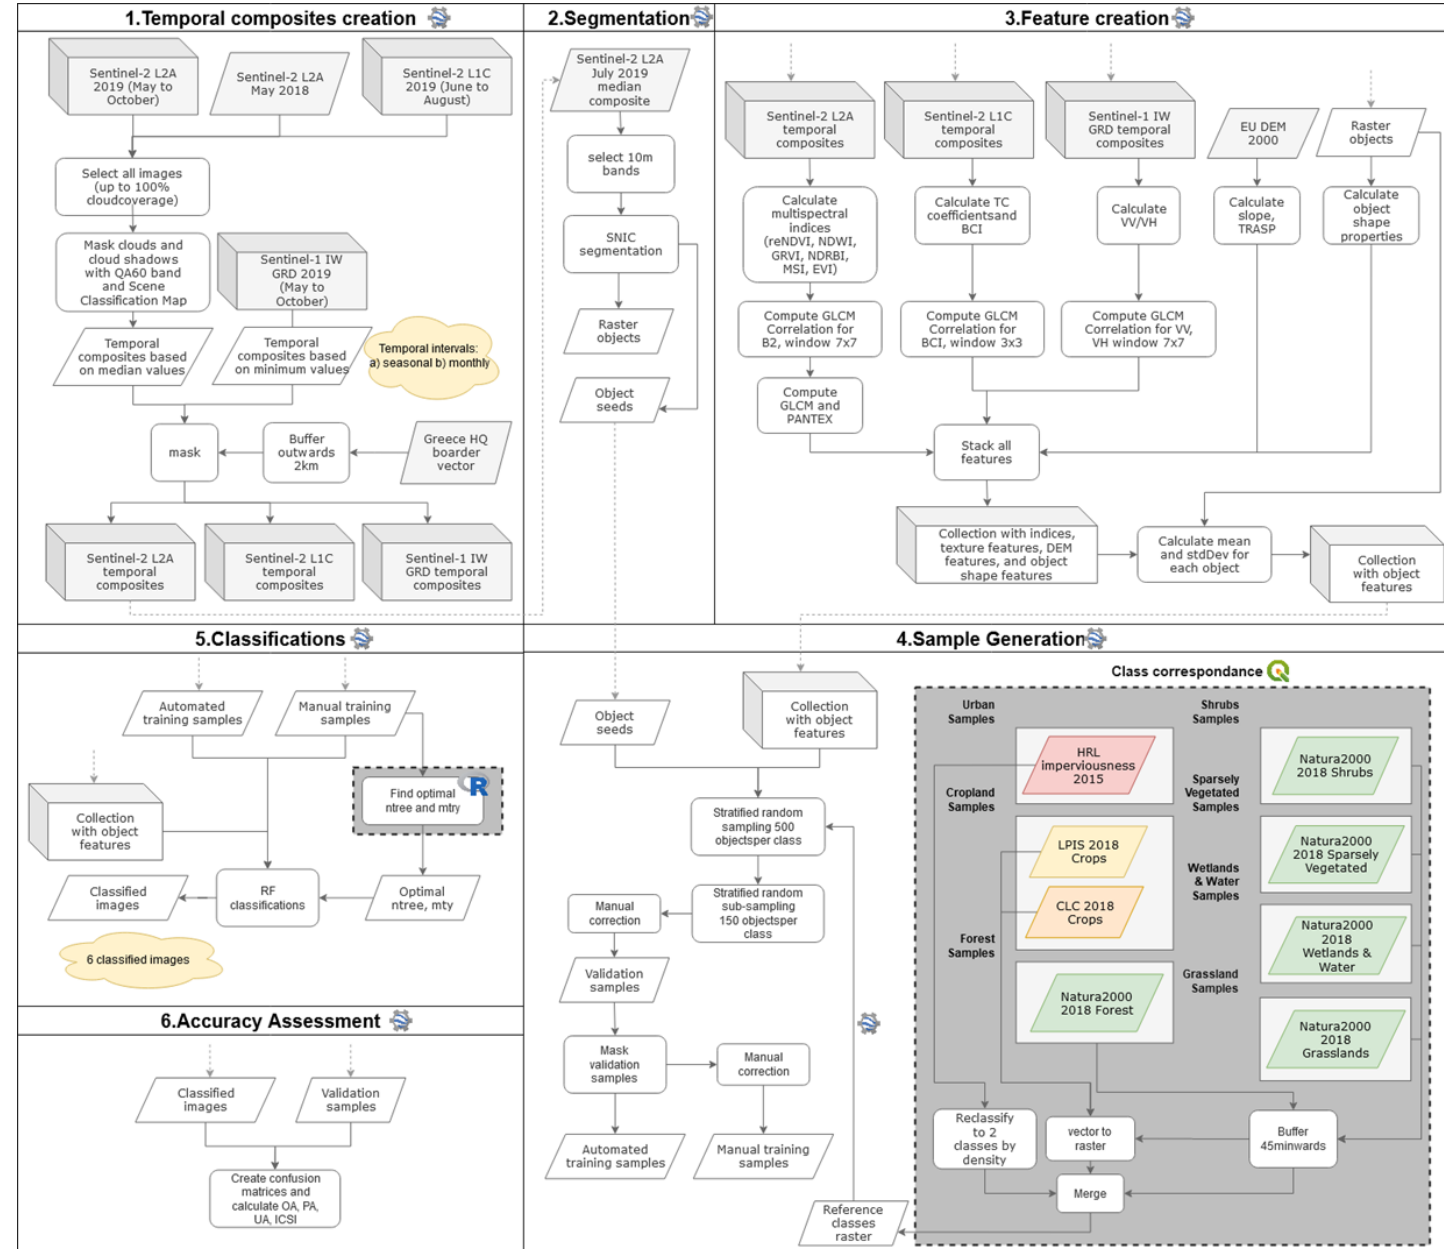 1.Temporal composites creation
Sentinel-2 L2A
2019 (May to
October)
Sentinel-2 L2A
May 2018
Sentinel-2 L1C
2019 (June to
August)
Select all images
(up to 100%
cloudcoverage)
Mask clouds and
cloud shadows
with QA60 band
and Scene
Classification Map
Sentinel-1 IW
GRD 2019
(May to
October)
Temporal
composites based
on median values
Temporal
composites based
on minimum values
Temporal intervals:
a) seasonal b) monthly
mask
Buffer
outwards
2km
Greece HQ
boarder
vector
Sentinel-2 L2A
temporal
composites
Sentinel-2 L1C
temporal
composites
Sentinel-1 IW
GRD temporal
composites
2.Segmentation
Sentinel-2 L2A
July 2019
median
composite
select 10m
bands
SNIC
segmentation
Raster
objects
Object
seeds
3.Feature creation
Sentinel-2 L2A
temporal
composites
Sentinel-2 L1C
temporal
composites
Sentinel-1 IW
GRD temporal
composites
EU DEM
2000
Raster
objects
Calculate
multispectral
indices
(reNDVI, NDWI,
GRVI, NDRBI,
MSI, EVI)
Calculate TC
coefficientsand
BCI
Calculate
VV/VH
Calculate
slope,
TRASP
Calculate
object
shape
properties
Compute GLCM
Correlation for
B2, window 7x7
Compute GLCM
Correlation for
BCI, window 3x3
Compute GLCM
Correlation for VV,
VH window 7x7
Compute
GLCM and
PANTEX
Stack all
features
Collection with indices,
texture features, DEM
features, and object
shape features
Calculate mean
and stdDev for
each object
Collection
with object
features
5.Classifications
Automated
training samples
Manual training
samples
Collection
with object
features
Find optimal
ntree and mtry
R
Classified
images
RF
classifications
Optimal
ntree, mty
6 classified images
6.Accuracy Assessment
Classified
images
Validation
samples
Create confusion
matrices and
calculate OA, PA,
UA, ICSI
4.Sample Generation
Object
seeds
Collection
with object
features
Stratified random
sampling 500
objectsper class
Stratified random
sub-sampling
150 objectsper
class
Manual
correction
Validation
samples
Mask
validation
samples
Manual
correction
Automated
training samples
Manual training
samples
Reference
classes
raster
Class correspondance
Urban
Samples
HRL
imperviousness
2015
Cropland
Samples
LPIS 2018
Crops
CLC 2018
Crops
Forest
Samples
Natura2000
2018 Forest
Shrubs
Samples
Natura2000
2018 Shrubs
Sparsely
Vegetated
Samples
Natura2000
2018 Sparsely
Vegetated
Wetlands
& Water
Samples
Natura2000
2018
Wetlands &
Water
Grassland
Samples
Natura2000
2018
Grasslands
Reclassify
to 2
classes by
density
vector to
raster
Buffer
45minwards
Merge